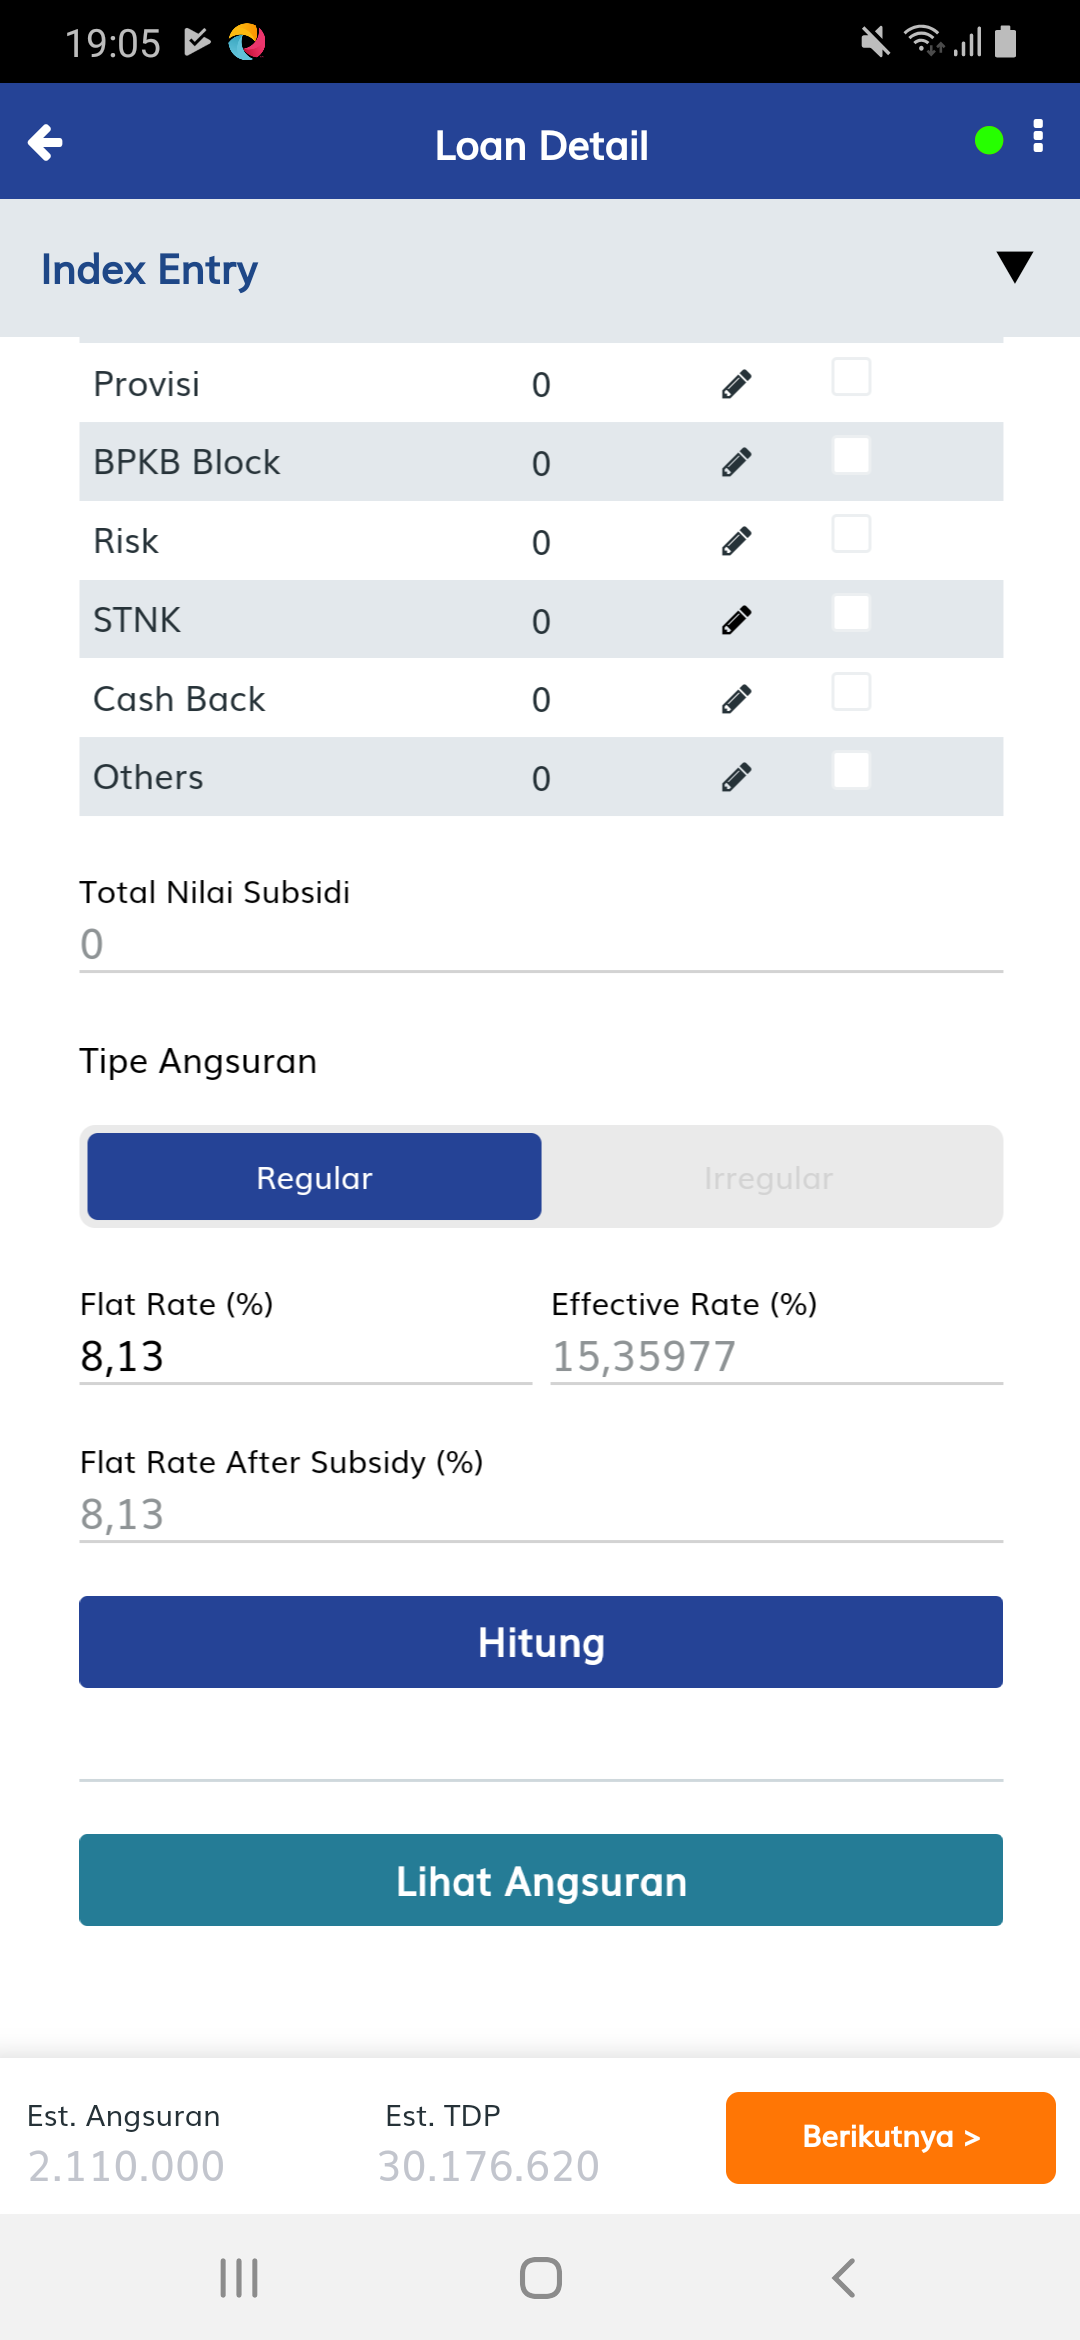 19:05
Loan Detail
Index Entry
Provisi 0
BPKB Block 0
Risk 0
STNK 0
Cash Back 0
Others 0
Total Nilai Subsidi
0
Tipe Angsuran
Regular Irregular
Flat Rate (%) Effective Rate (%)
8,13 15,35977
Flat Rate After Subsidy (%)
8,13
Hitung
Lihat Angsuran
Est. Angsuran Est. TDP
2.110.000 30.176.620
Berikutnya >